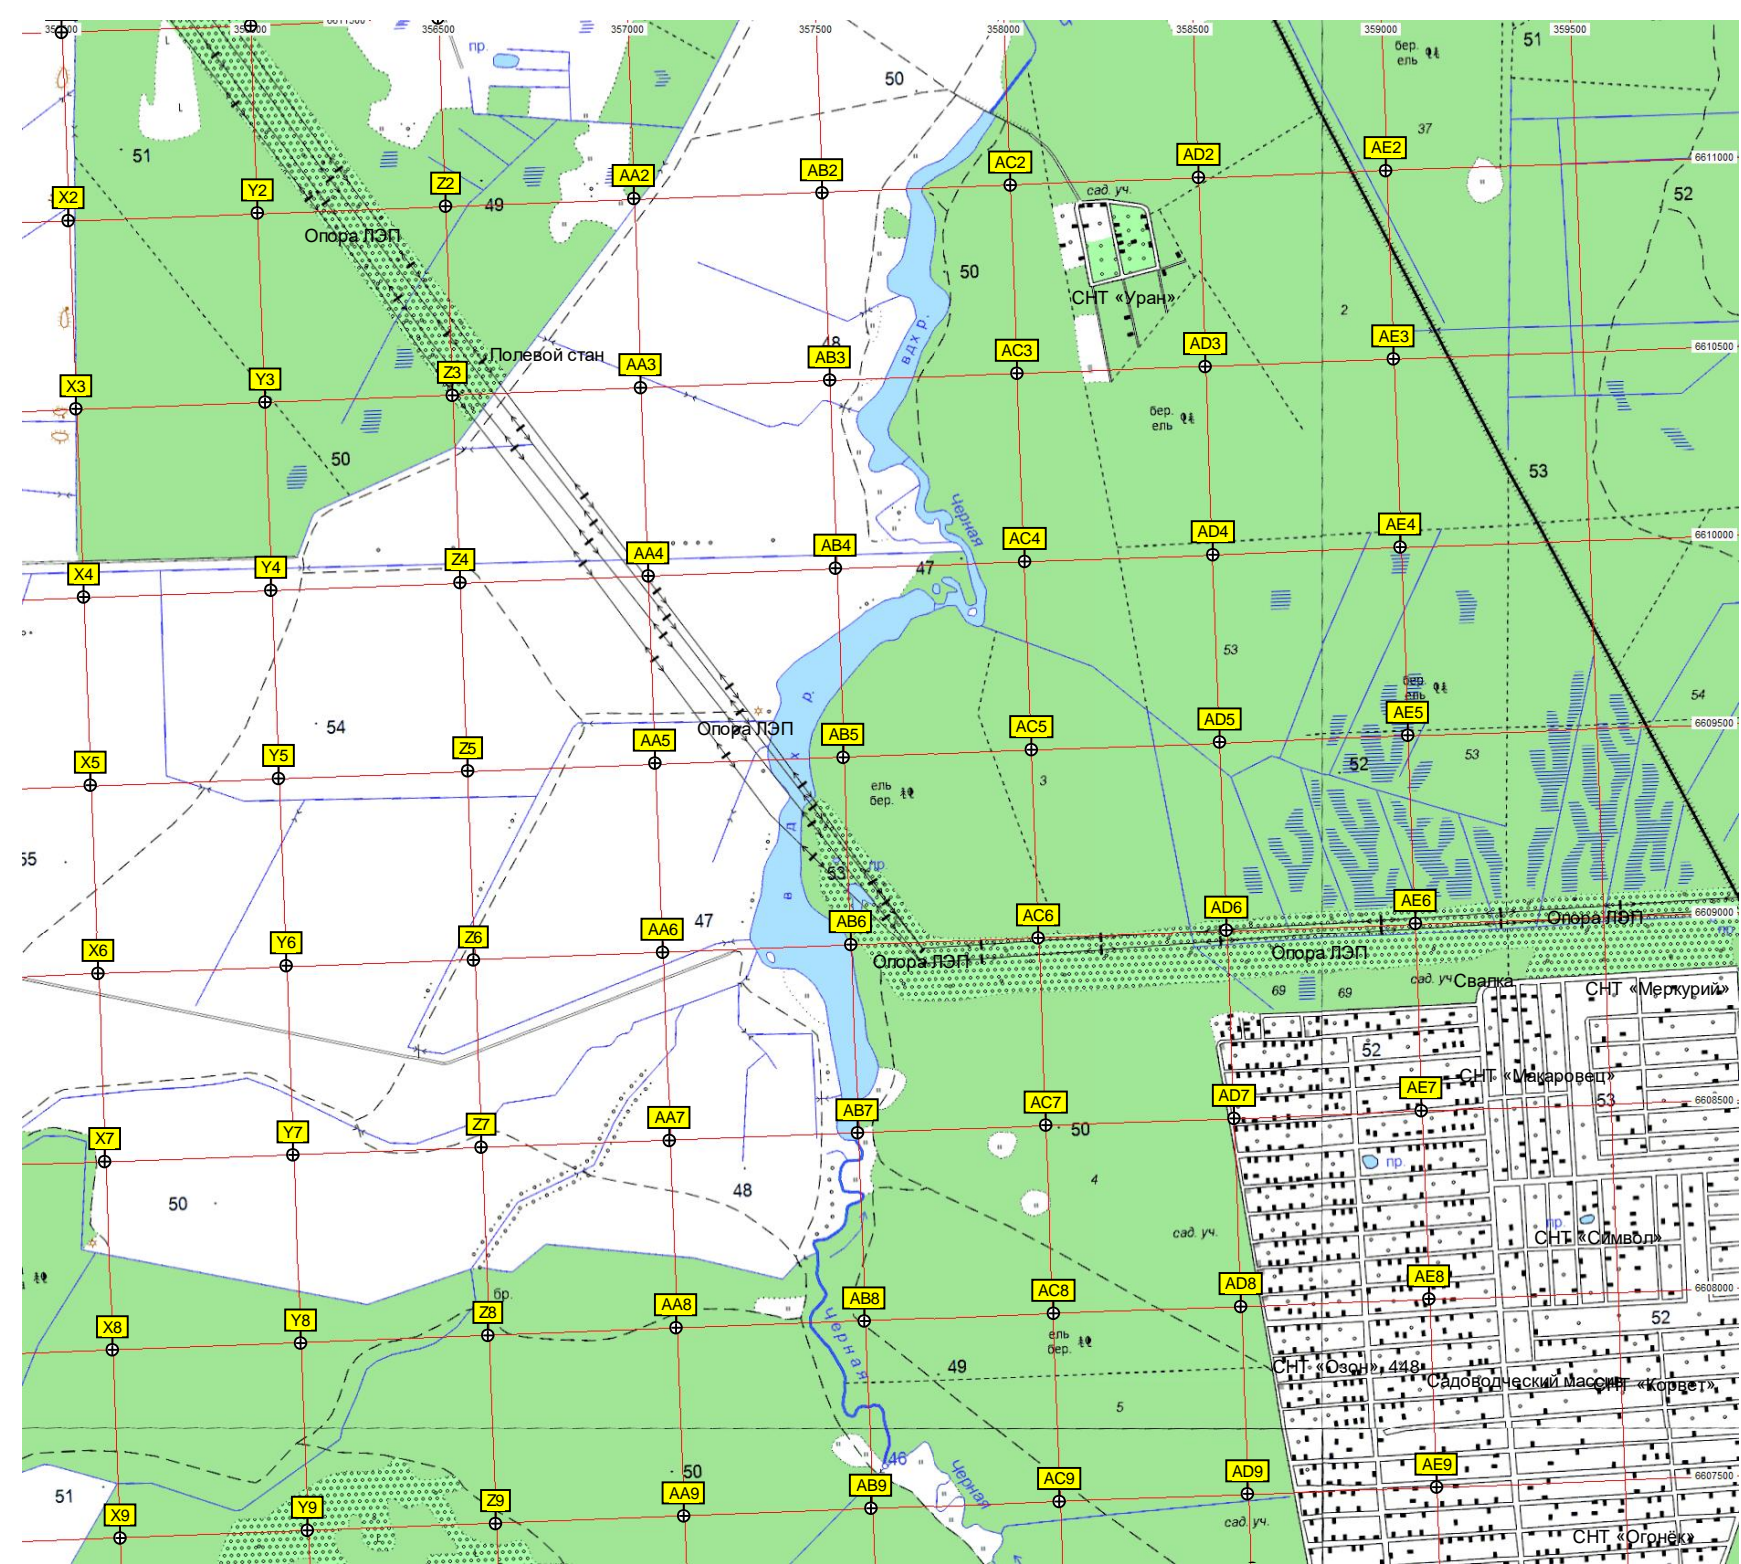 356500
357000
357500
358000
358500
359000
359500
пр.
50
бер.
ель
51
37
51
X2
Y2
Z2
AA2
AB2
AC2
AD2
AE2
6611000
49
сад. уч.
52
Опора ЛЭП
50
СНТ «Уран»
вдх р.
2
48
Полевой стан
X3
Y3
Z3
AA3
AB3
AC3
AD3
AE3
6610500
бер.
ель
50
53
Черная
X4
Y4
Z4
AA4
AB4
AC4
AD4
AE4
6610000
47
53
бер.
ель
54
54
р.
Опора ЛЭП
X5
Y5
Z5
AA5
AB5
AC5
AD5
AE5
6609500
х
д
в
53
52
3
ель
бер.
55
53
пр.
47
X6
Y6
Z6
AA6
AB6
AC6
AD6
AE6
6609000
Опора ЛЭП
пр.
Опора ЛЭП
Опора ЛЭП
69
69
сад. уч
Свалка
СНТ «Меркурий»
52
СНТ «Макаровец»
53
X7
Y7
Z7
AA7
AB7
AC7
AD7
AE7
6608500
50
пр.
50
48
4
сад. уч.
пр.
СНТ «Символ»
X8
Y8
Z8
AA8
AB8
AC8
AD8
AE8
6608000
бр.
Черная
ель
бер.
52
49
СНТ «Озон», 448
Садоводческий массив
СНТ «Корвет»
5
46
Черная
51
50
X9
Y9
Z9
AA9
AB9
AC9
AD9
AE9
6607500
сад. уч.
СНТ «Огонёк»